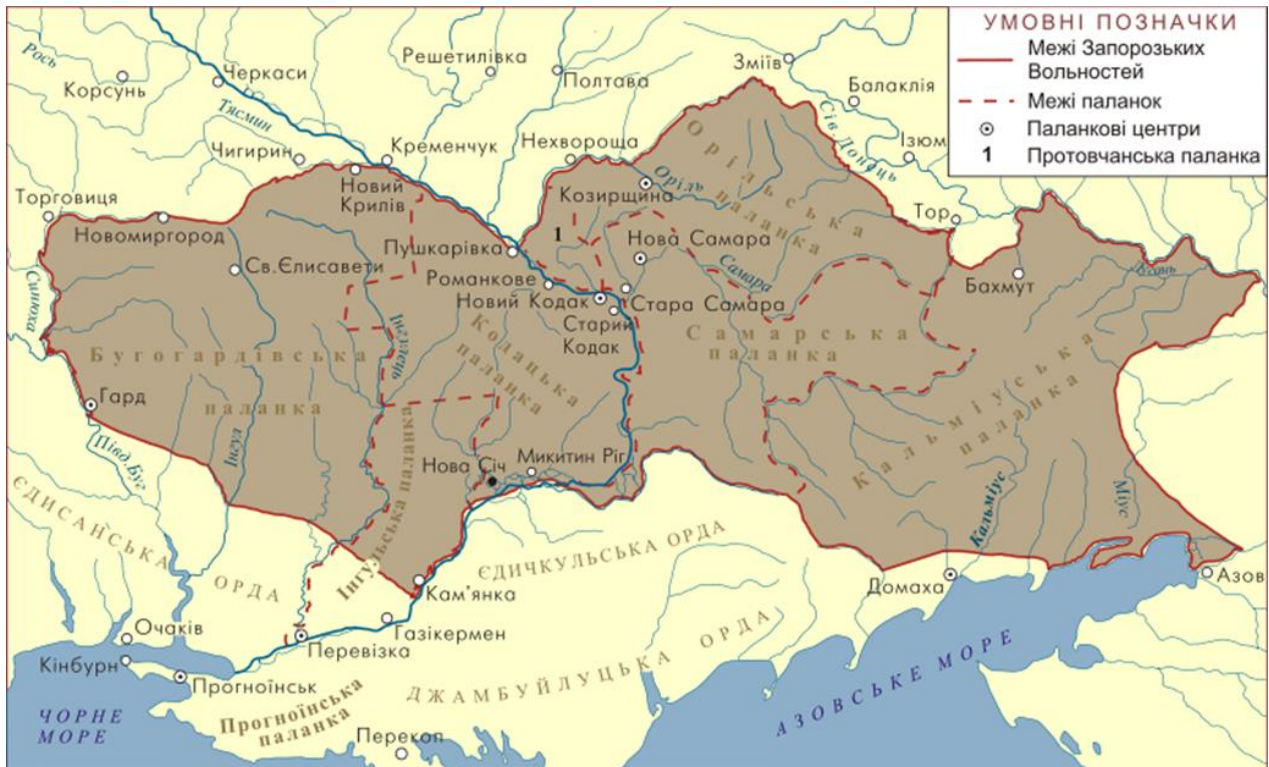 УМОВНІ ПОЗНАЧКИ
Межі Запорозьких
Вольностей
Межі паланок
Паланкові центри
1 Протовчанська паланка
Рось
Корсунь
Черкаси
Решетилівка
Полтава
Зміїв
Балаклія
Тясмин
Чигирин
Кременчук
Нехвороща
Сів. Донець
Ізюм
Торговиця
Новомиргород
Новий
Крилів
Козирщина
Оріль
Орільська
паланка
Тор
Пушкарівка
1
Нова Самара
Св.Єлисавети
Романкове
Новий Кодак
Самара
Стара Самара
Старий
Кодак
Бахмут
Лугань
Синюха
Інгулець
Бугогардівська
паланка
Кодацька
паланка
Самарська
паланка
Кальміуська
паланка
Гард
Півд.Буг
Інгул
Інгульська паланка
Нова Січ
Микитин Ріг
Кальміус
Міус
ЄДИСАНСЬКА ОРДА
ЄДИЧКУЛЬСЬКА ОРДА
Кам’янка
Домаха
Азов
Очаків
Газікермен
Перевізка
Кінбурн
Прогноїнськ
Прогноїнська
паланка
ДЖАМБУЙЛУЦЬКА ОРДА
ЧОРНЕ
МОРЕ
Перекоп
АЗОВСЬКЕ МОРЕ